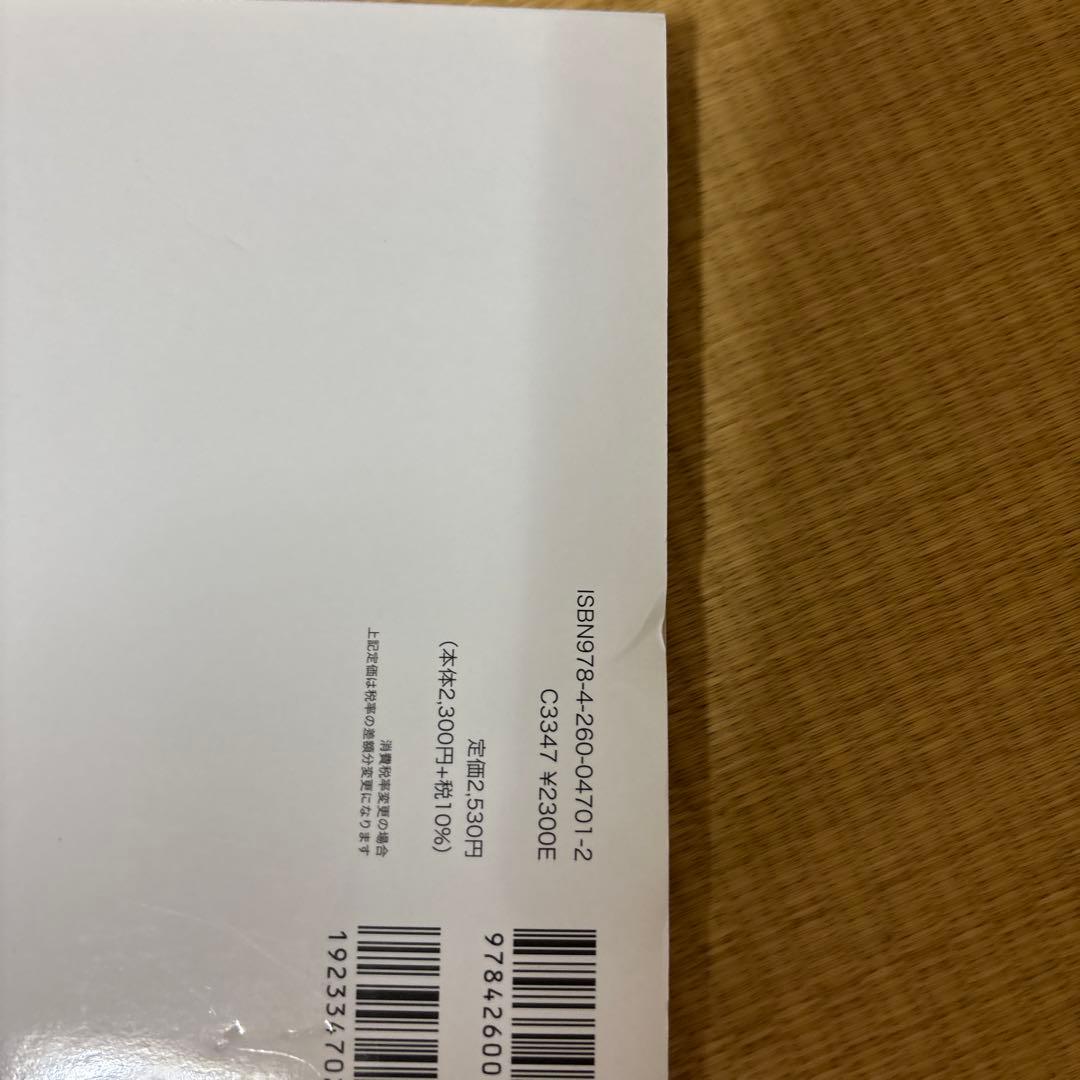 ISBN978-4-260-04701-2
C3347 ¥2300E
定価2,530円
(本体2,300円+税10%)
消費税率変更の場合
上記定価は税率の差額分変更になります
97842600
1923347０